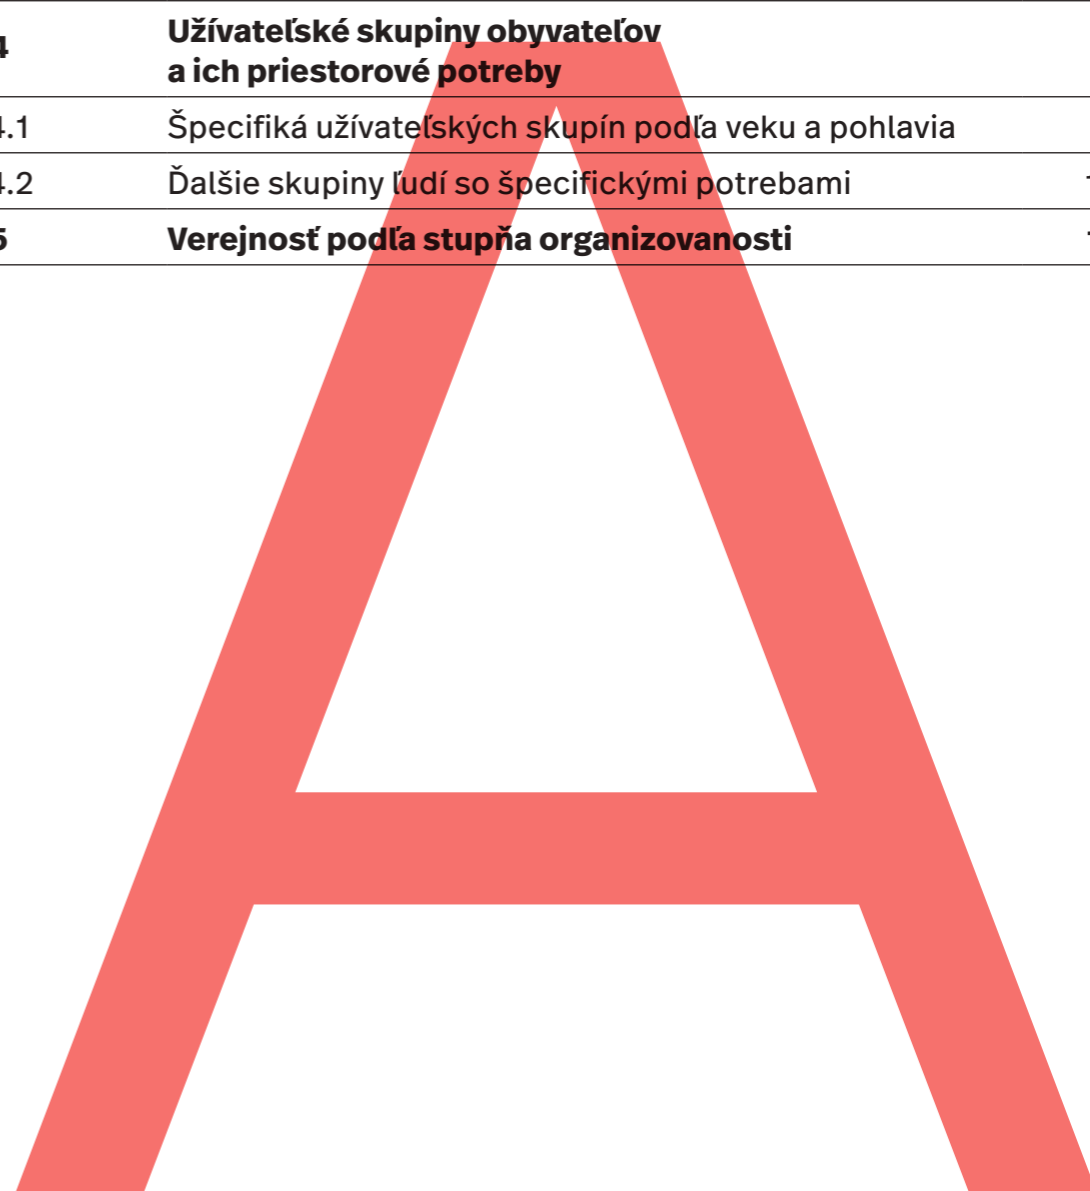 4 Užívateľské skupiny obyvateľov
a ich priestorové potreby
4.1 Špecifiká užívateľských skupín podľa veku a pohlavia
4.2 Ďalšie skupiny ľudí so špecifickými potrebami
5 Verejnosť podľa stupňa organizovanosti
A